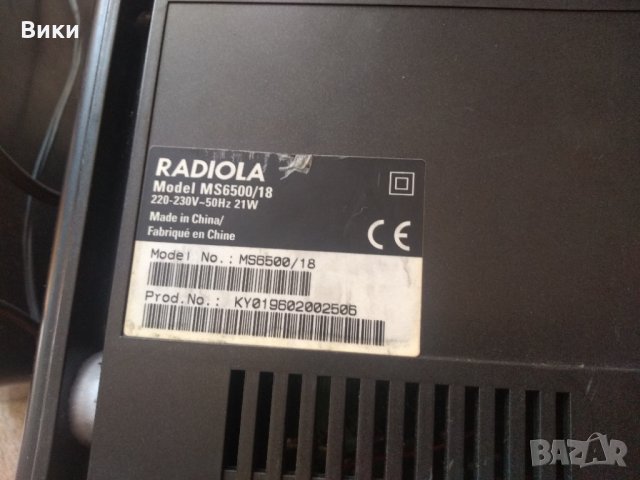 Вики
RADIOLA
Model MS6500/18
220-230V~50Hz 21W
Made in China/
Fabriqué en Chine
CE
Model No.: MS6500/18
Prod.No.: KY019602002506
BAZAR